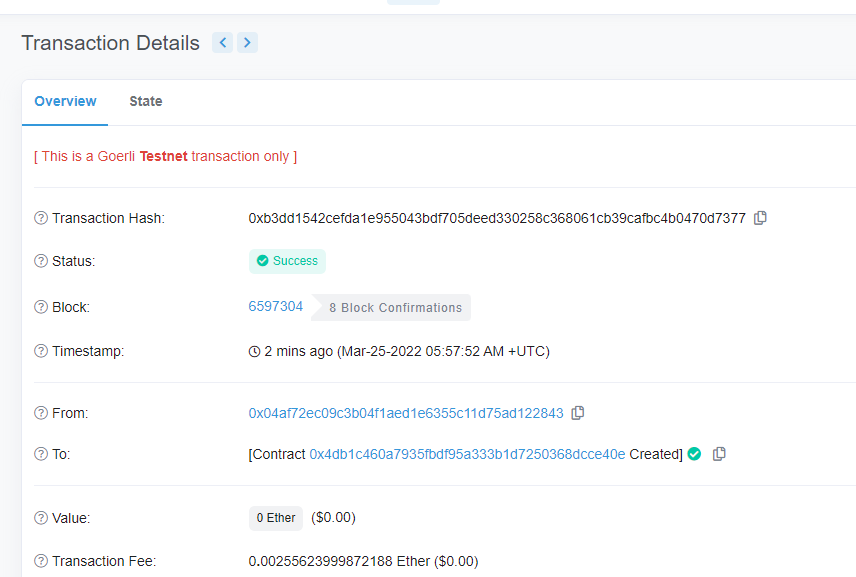 Transaction Details
Overview State
[ This is a Goerli Testnet transaction only ]
Transaction Hash: 0xb3dd1542cefda1e955043bdf705deed330258c368061cb39cafbc4b0470d7377
Status: Success
Block: 6597304 8 Block Confirmations
Timestamp: 2 mins ago (Mar-25-2022 05:57:52 AM +UTC)
From: 0x04af72ec09c3b04f1aed1e6355c11d75ad122843
To: [Contract 0x4db1c460a7935fbdf95a333b1d7250368dcce40e Created]
Value: 0 Ether ($0.00)
Transaction Fee: 0.00255623999872188 Ether ($0.00)